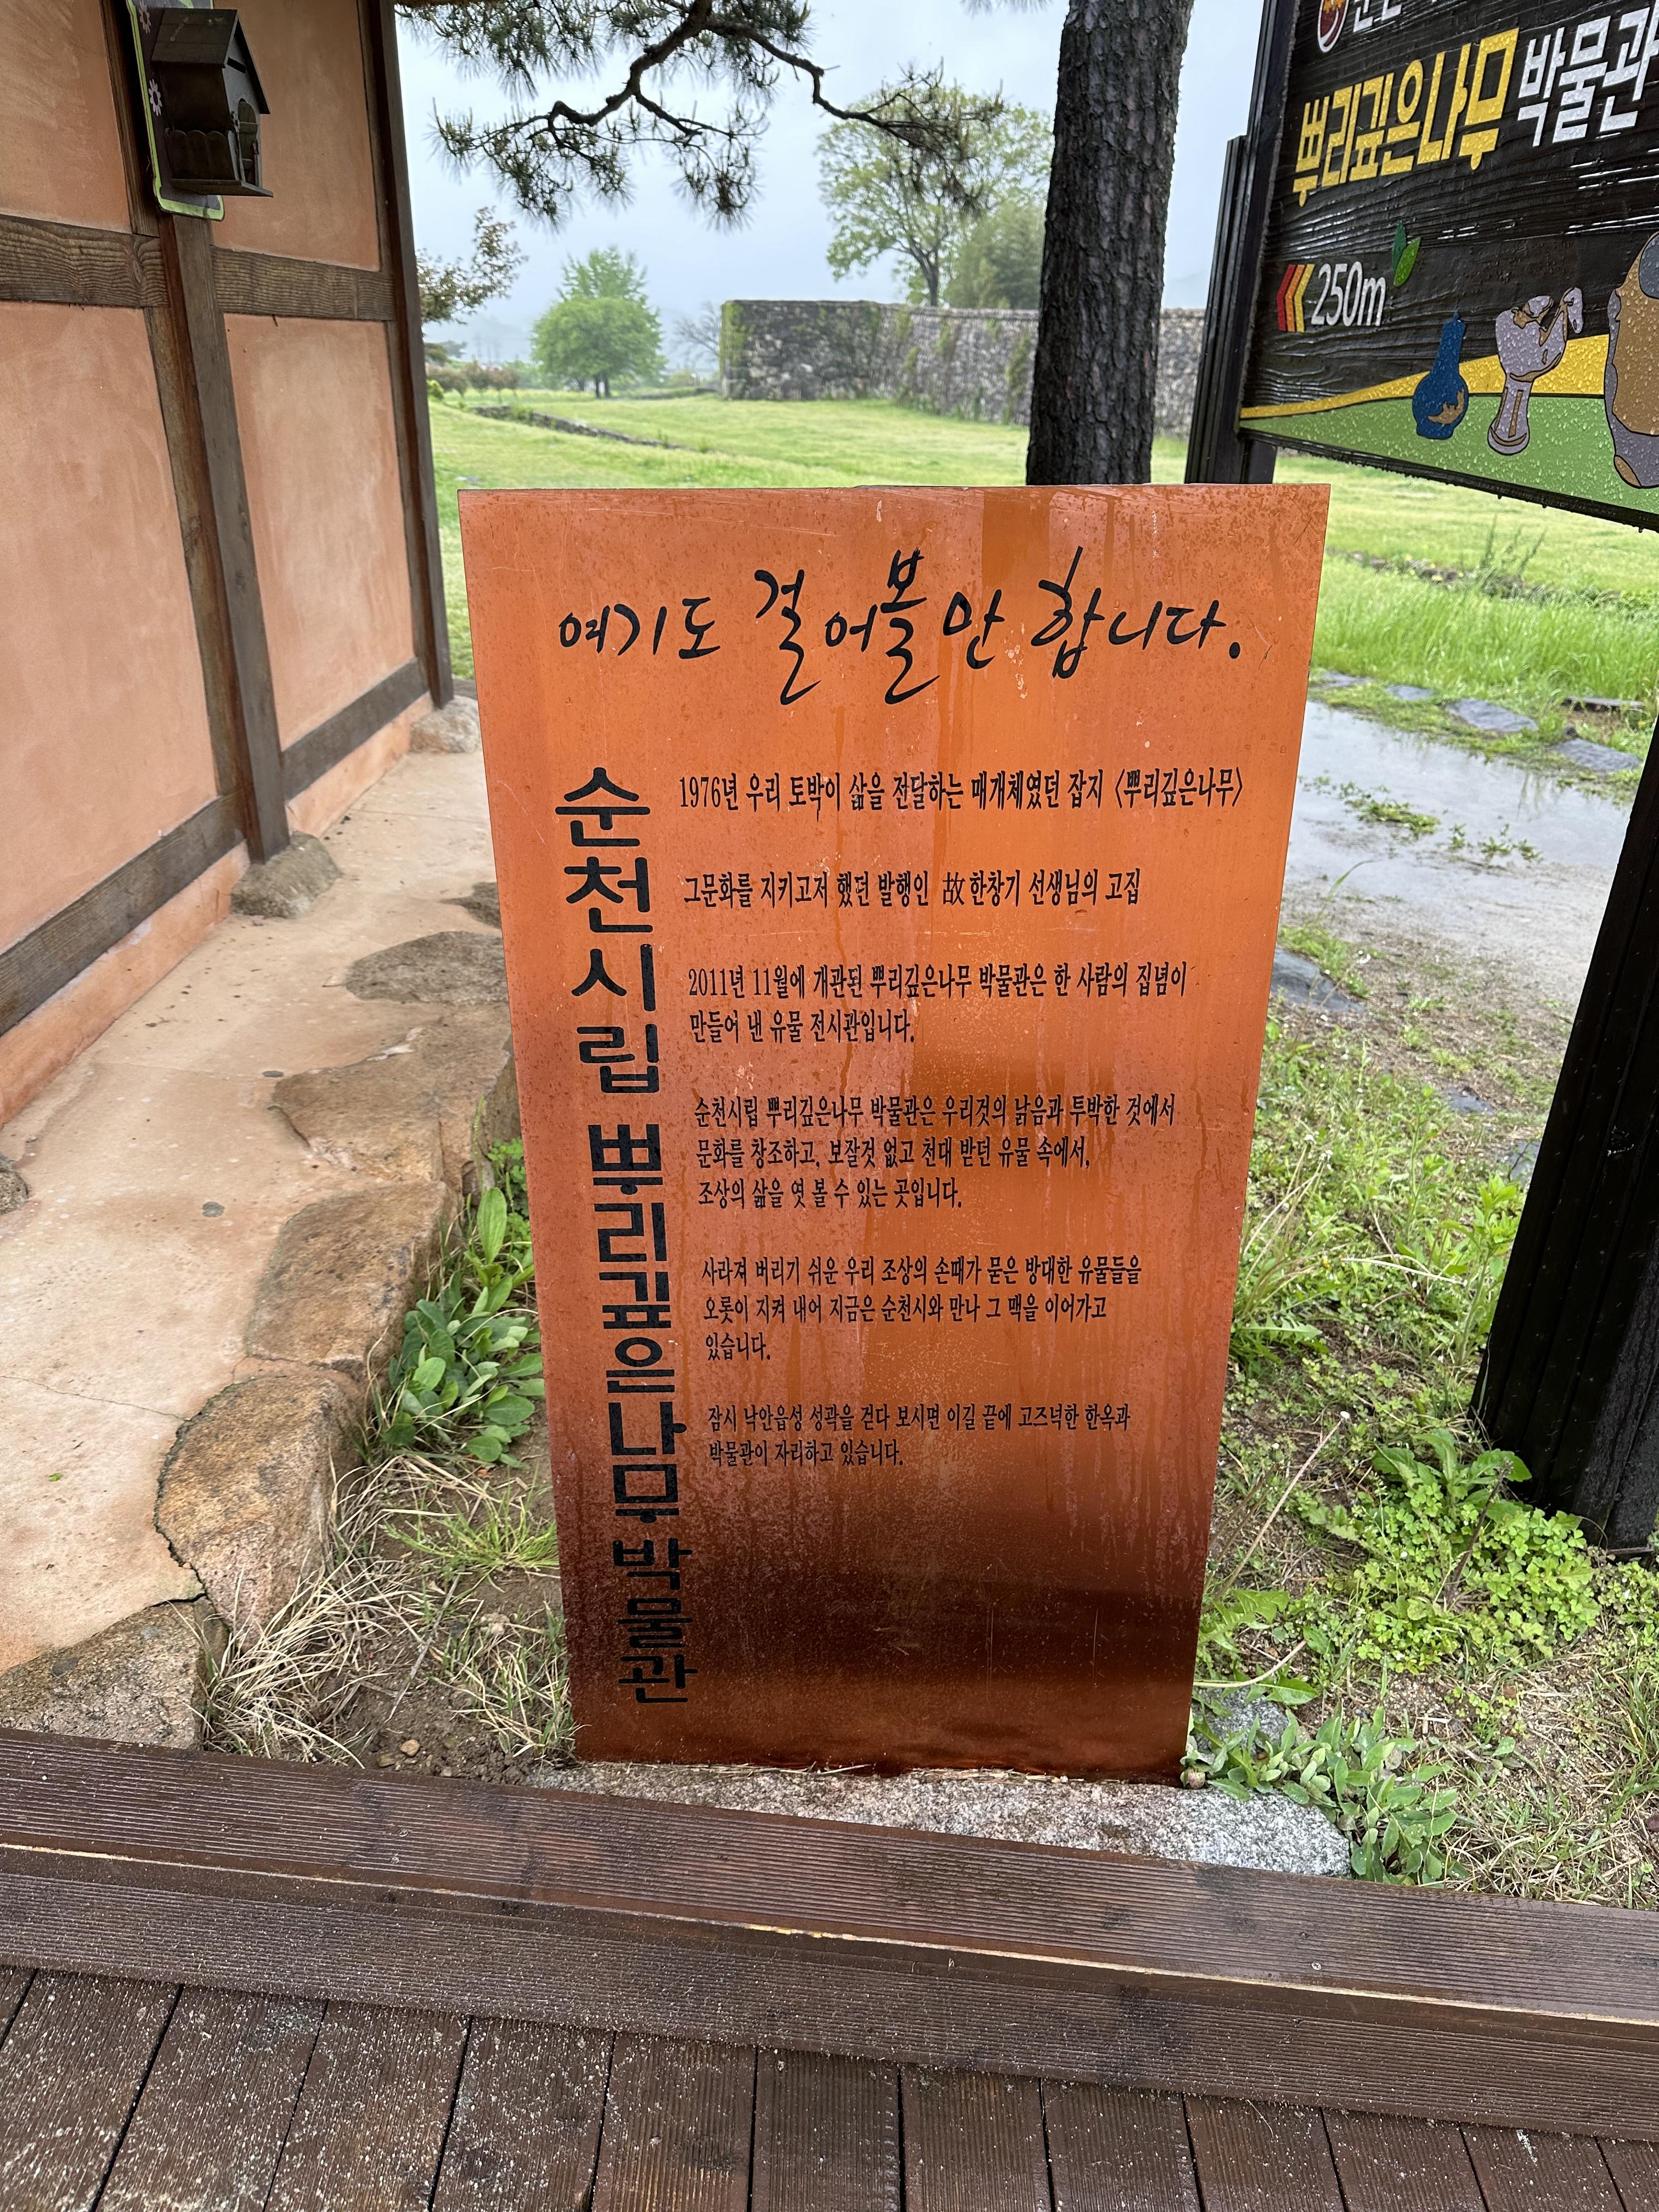 여기도 걸어볼만 합니다.
순천시립 뿌리깊은나무 박물관
1976년 우리 토박이 삶을 전달하는 매개체였던 잡지 〈뿌리깊은나무〉
그문화를 지키고저 했던 발행인 故한창기 선생님의 고집
2011년 11월에 개관된 뿌리깊은나무 박물관은 한 사람의 집념이
만들어 낸 유물 전시관입니다.
순천시립 뿌리깊은나무 박물관은 우리것의 낡음과 투박한 것에서
문화를 창조하고, 보잘것 없고 천대 받던 유물 속에서,
조상의 삶을 엿 볼 수 있는 곳입니다.
사라져 버리기 쉬운 우리 조상의 손때가 묻은 방대한 유물들을
오롯이 지켜 내어 지금은 순천시와 만나 그 맥을 이어가고
있습니다.
잠시 낙안읍성 성곽을 걷다 보시면 이길 끝에 고즈넉한 한옥과
박물관이 자리하고 있습니다.
뿌리깊은나무 박물관
250m